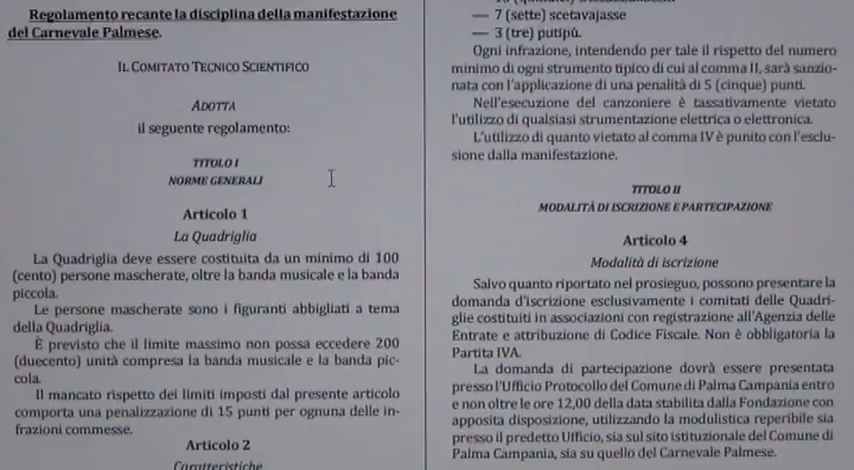 Regolamento recante la disciplina della manifestazione
del Carnevale Palmese.
IL COMITATO TECNICO SCIENTIFICO
ADOTTA
il seguente regolamento:
TITOLO I
NORME GENERALI
Articolo 1
La Quadriglia
La Quadriglia deve essere costituita da un minimo di 100
(cento) persone mascherate, oltre la banda musicale e la banda
piccola.
Le persone mascherate sono i figuranti abbigliati a tema
della Quadriglia.
È previsto che il limite massimo non possa eccedere 200
(duecento) unità compresa la banda musicale e la banda pic-
cola.
Il mancato rispetto dei limiti imposti dal presente articolo
comporta una penalizzazione di 15 punti per ognuna delle in-
frazioni commesse.
Articolo 2
Caratteristiche
— 7 (sette) scetavajasse
— 3 (tre) putipù.
Ogni infrazione, intendendo per tale il rispetto del numero
minimo di ogni strumento tipico di cui al comma II, sarà sanzio-
nata con l'applicazione di una penalità di 5 (cinque) punti.
Nell'esecuzione del canzoniere è tassativamente vietato
l'utilizzo di qualsiasi strumentazione elettrica o elettronica.
L'utilizzo di quanto vietato al comma IV è punito con l'esclu-
sione dalla manifestazione.
TITOLO II
MODALITÀ DI ISCRIZIONE E PARTECIPAZIONE
Articolo 4
Modalità di iscrizione
Salvo quanto riportato nel prosieguo, possono presentare la
domanda d'iscrizione esclusivamente i comitati delle Quadri-
glie costituiti in associazioni con registrazione all'Agenzia delle
Entrate e attribuzione di Codice Fiscale. Non è obbligatoria la
Partita IVA.
La domanda di partecipazione dovrà essere presentata
presso l'Ufficio Protocollo del Comune di Palma Campania entro
e non oltre le ore 12,00 della data stabilita dalla Fondazione con
apposita disposizione, utilizzando la modulistica reperibile sia
presso il predetto Ufficio, sia sul sito istituzionale del Comune di
Palma Campania, sia su quello del Carnevale Palmese.